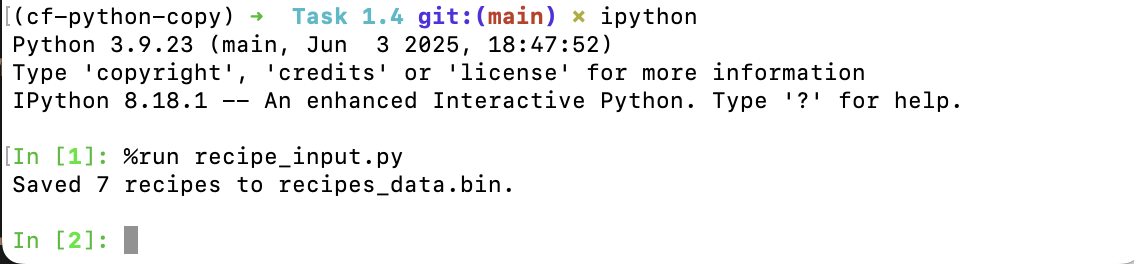 (cf-python-copy) ➜  Task 1.4 git:(main) ✗ ipython
Python 3.9.23 (main, Jun  3 2025, 18:47:52)
Type 'copyright', 'credits' or 'license' for more information
IPython 8.18.1 -- An enhanced Interactive Python. Type '?' for help.
In [1]: %run recipe_input.py
Saved 7 recipes to recipes_data.bin.
In [2]: